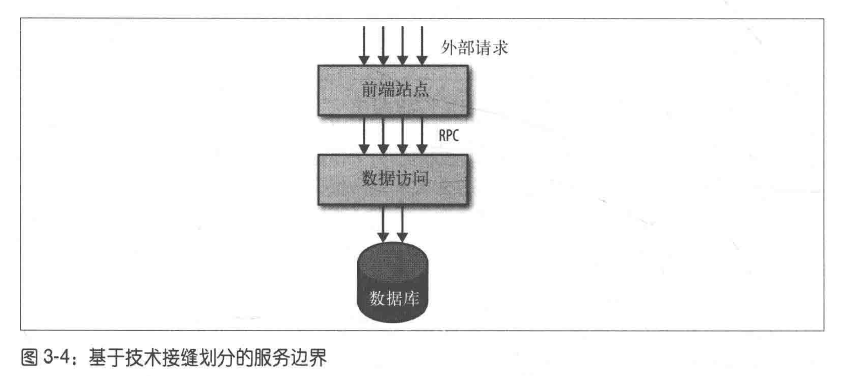 外部请求
前端站点
RPC
数据访问
数据库
图 3-4：基于技术接缝划分的服务边界